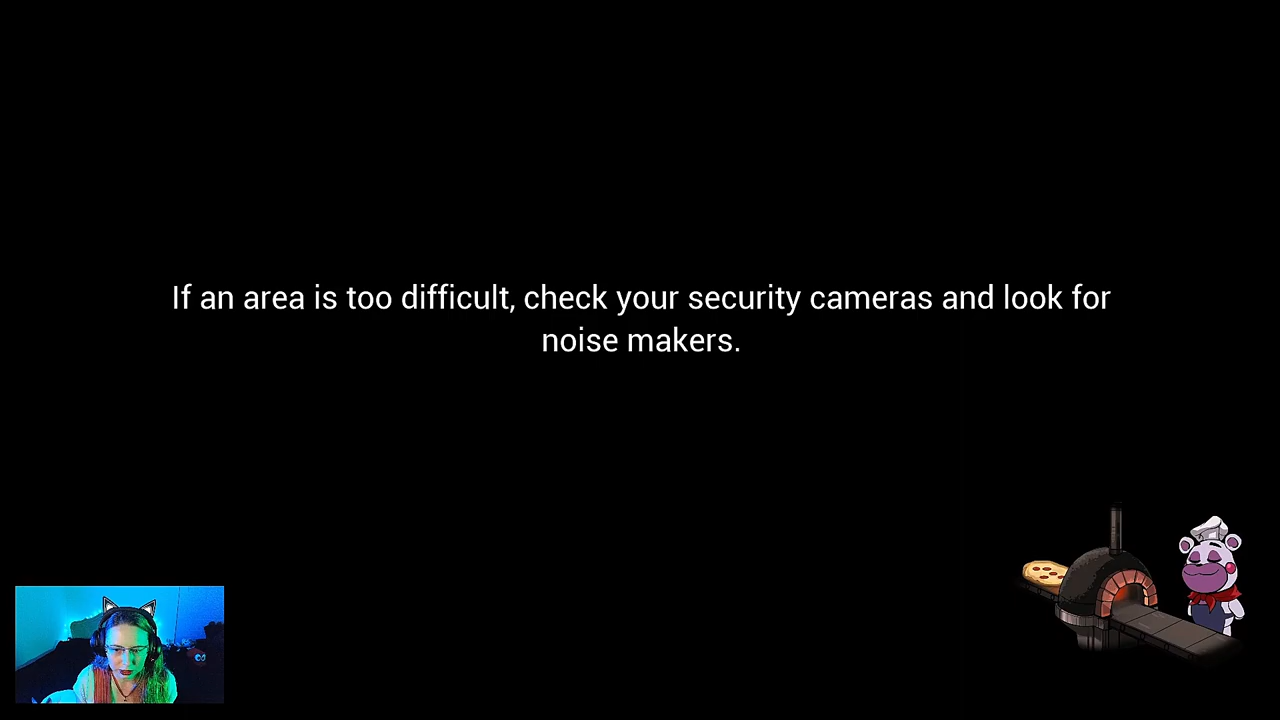 If an area is too difficult, check your security cameras and look for
noise makers.